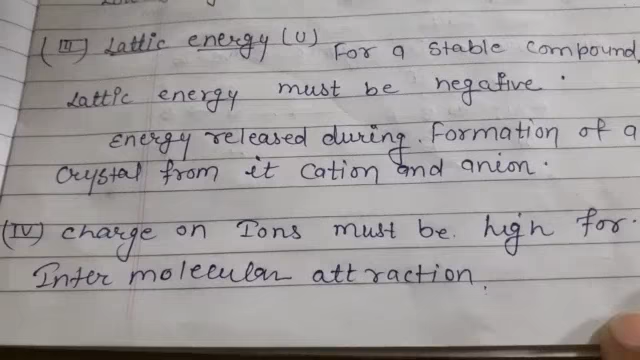 (III) Lattic energy (U) For a stable compound
Lattic energy must be negative.
Energy released during. Formation of a
crystal from it cation and anion.
(IV) charge on Ions must be. high for.
Inter molecular attraction.